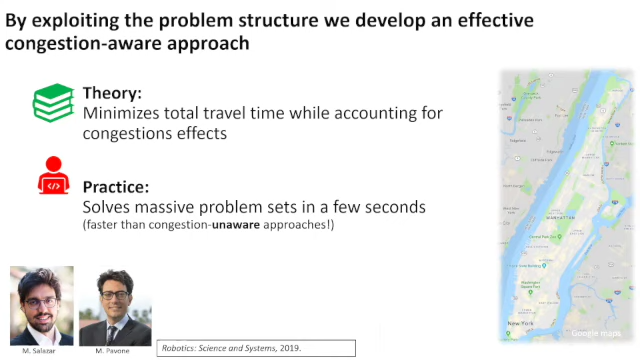 By exploiting the problem structure we develop an effective
congestion-aware approach
Theory:
Minimizes total travel time while accounting for
congestions effects
Practice:
Solves massive problem sets in a few seconds
(faster than congestion-unaware approaches!)
MANHATTAN
New York
Google maps
M. Salazar
M. Pavone
Robotics: Science and Systems, 2019.